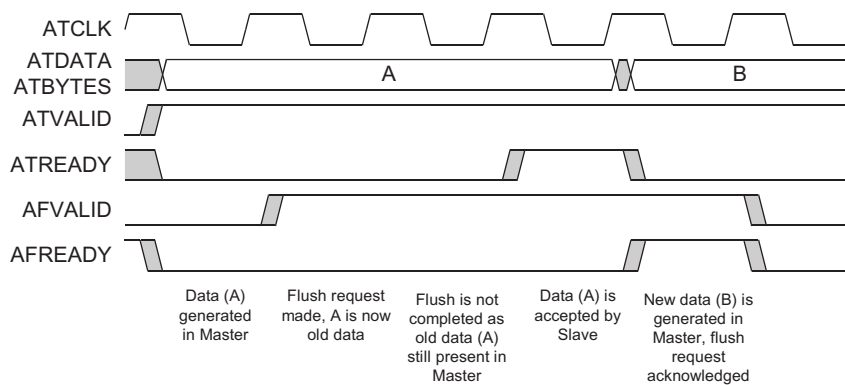 ATCLK
ATDATA
ATBYTES
A
B
ATVALID
ATREADY
AFVALID
AFREADY
Data (A)
generated
in Master
Flush request
made, A is now
old data
Flush is not
completed as
old data (A)
still present in
Master
Data (A) is
accepted by
Slave
New data (B) is
generated in
Master, flush
request
acknowledged